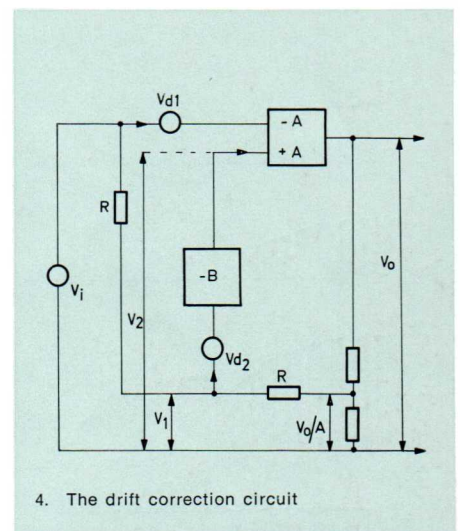 Vd1
- A
+ A
R
Vi
V2
-B
Vo
Vd2
R
V1
Vo/A
4. The drift correction circuit